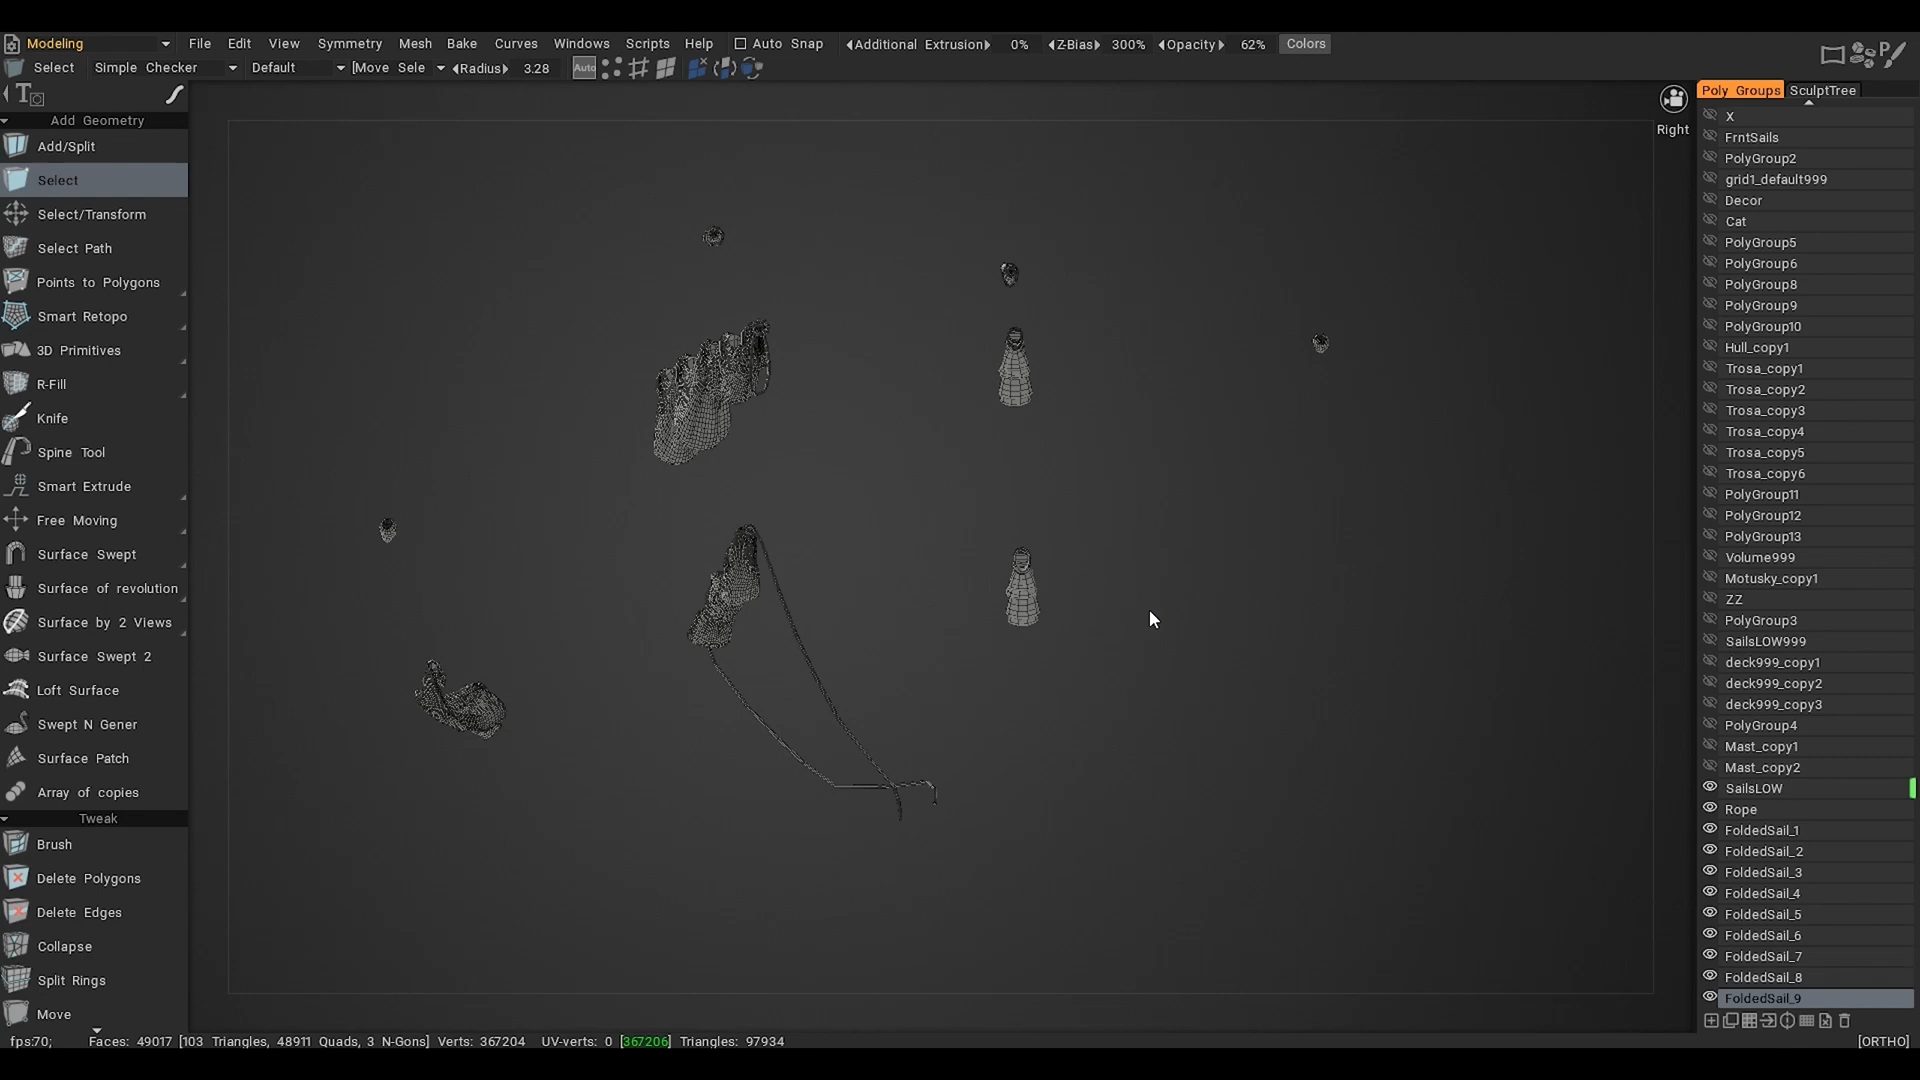 Modeling File Edit View Symmetry Mesh Bake Curves Windows Scripts Help Auto Snap Additional Extrusion 0% Z-Bias 300% Opacity 62% Colors
Select Simple Checker Default [Move Sele Radius 3.28 Auto
Add Geometry
Add/Split
Select
Select/Transform
Select Path
Points to Polygons
Smart Retopo
3D Primitives
R-Fill
Knife
Spine Tool
Smart Extrude
Free Moving
Surface Swept
Surface of revolution
Surface by 2 Views
Surface Swept 2
Loft Surface
Swept N Gener
Surface Patch
Array of copies
Tweak
Brush
Delete Polygons
Delete Edges
Collapse
Split Rings
Move
Right
Poly Groups SculptTree
X
FrntSails
PolyGroup2
grid1_default999
Decor
Cat
PolyGroup5
PolyGroup6
PolyGroup8
PolyGroup9
PolyGroup10
Hull_copy1
Trosa_copy1
Trosa_copy2
Trosa_copy3
Trosa_copy4
Trosa_copy5
Trosa_copy6
PolyGroup11
PolyGroup12
PolyGroup13
Volume999
Motusky_copy1
ZZ
PolyGroup3
SailsLOW999
deck999_copy1
deck999_copy2
deck999_copy3
PolyGroup4
Mast_copy1
Mast_copy2
SailsLOW
Rope
FoldedSail_1
FoldedSail_2
FoldedSail_3
FoldedSail_4
FoldedSail_5
FoldedSail_6
FoldedSail_7
FoldedSail_8
FoldedSail_9
fps:70; Faces: 49017 [103 Triangles, 48911 Quads, 3 N-Gons] Verts: 367204 UV-verts: 0 [367206] Triangles: 97934 [ORTHO]